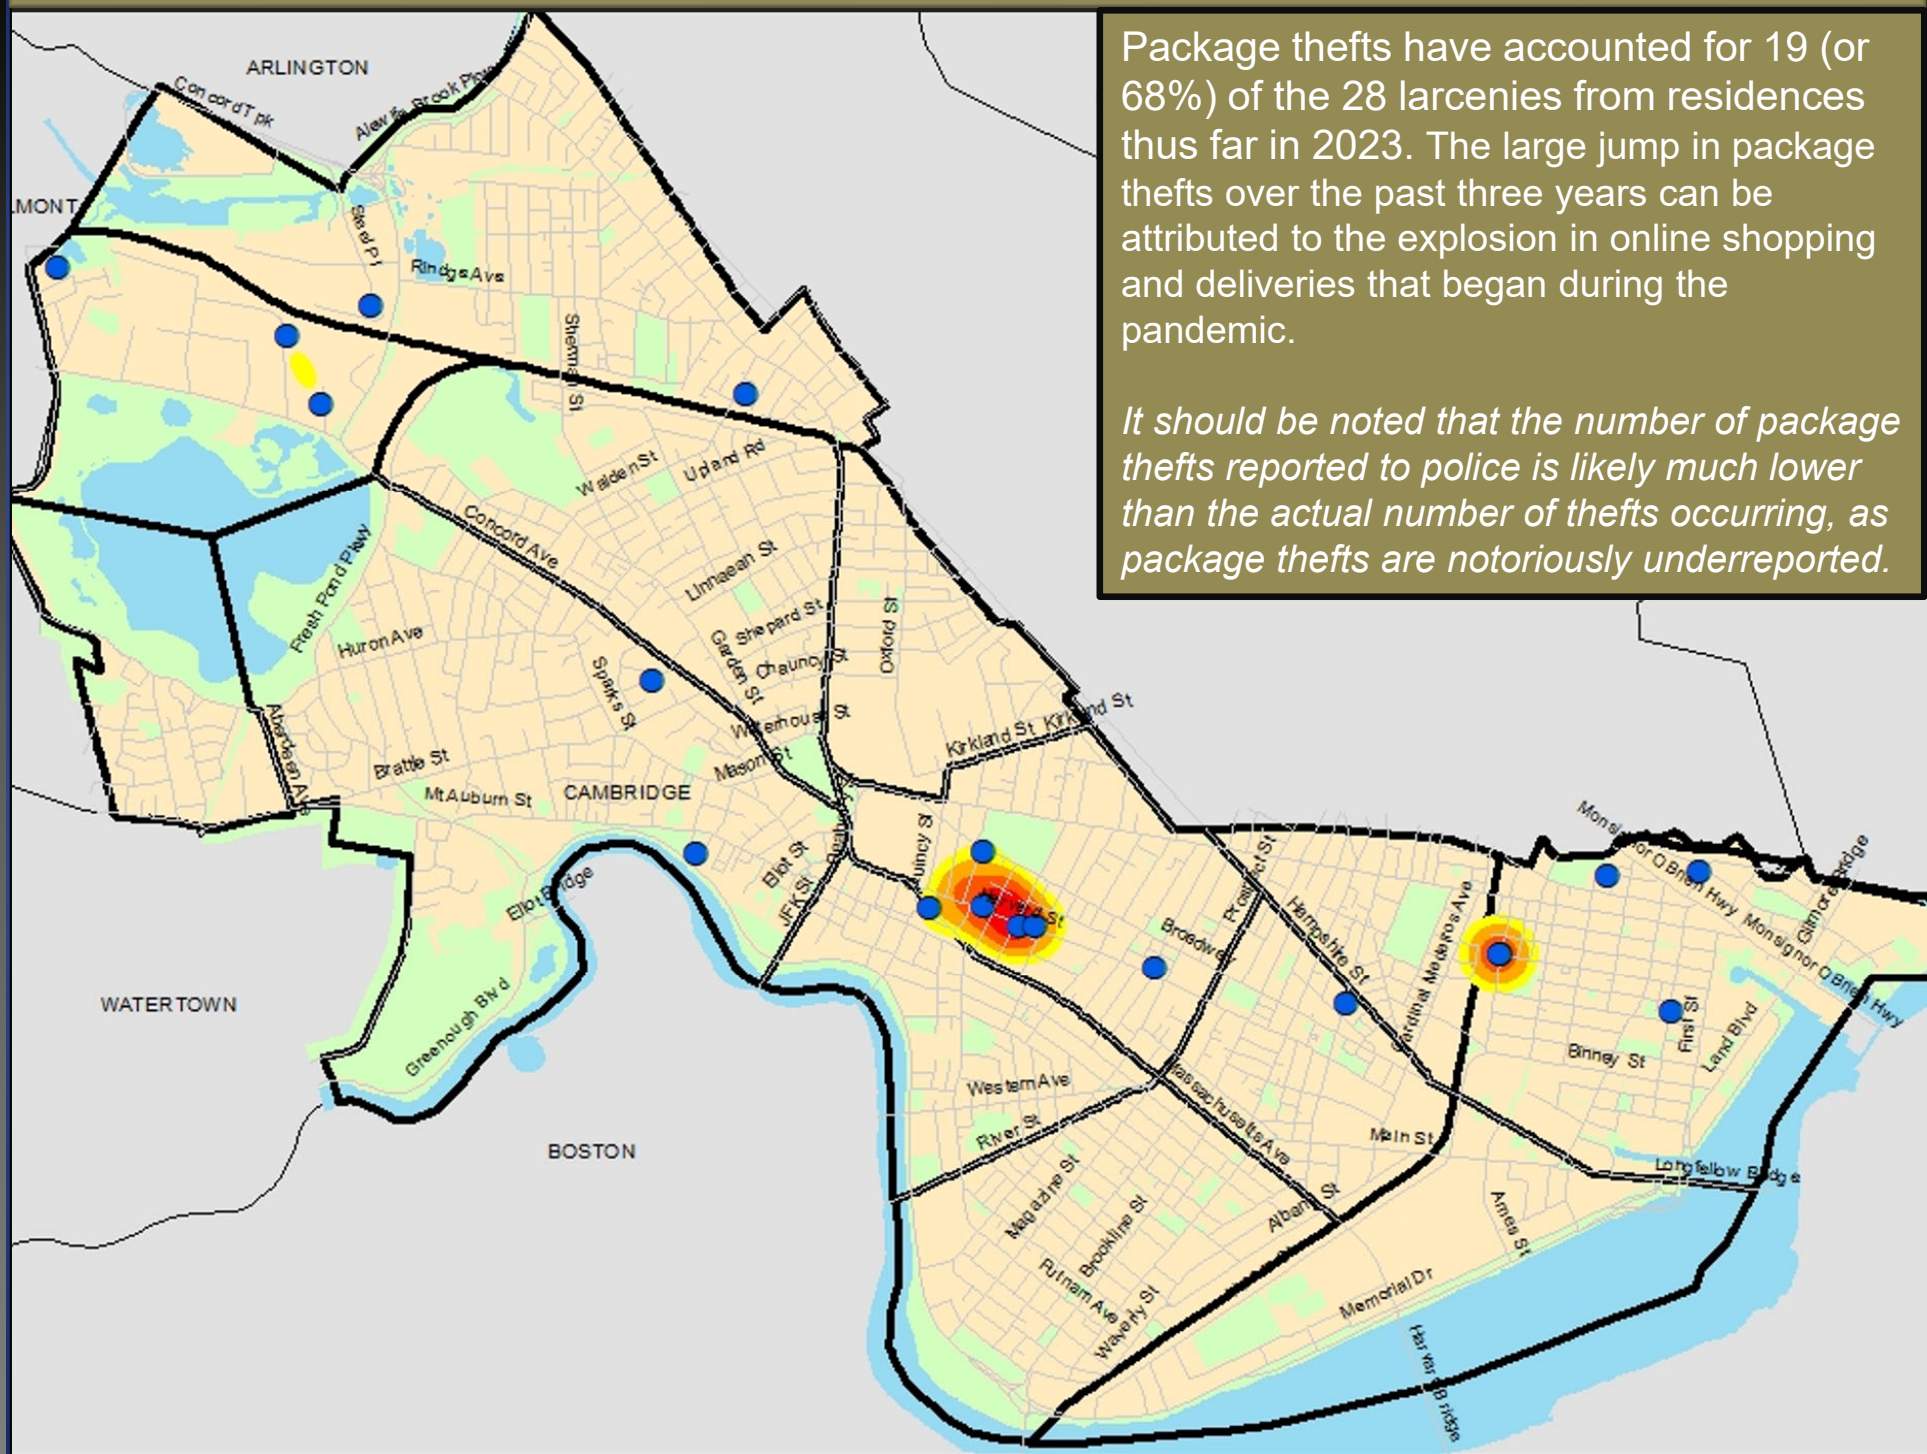 Package thefts have accounted for 19 (or
68%) of the 28 larcenies from residences
thus far in 2023. The large jump in package
thefts over the past three years can be
attributed to the explosion in online shopping
and deliveries that began during the
pandemic.
It should be noted that the number of package
thefts reported to police is likely much lower
than the actual number of thefts occurring, as
package thefts are notoriously underreported.
ARLINGTON
Concord Tpk
Alewife Brook Pkwy
LMONT
Steel Pl
Rindge Ave
Sherman St
Walden St
Upland Rd
Concord Ave
Linnaean St
Fresh Pond Pkwy
Huron Ave
Shepard St
Garden St
Chauncy St
Oxford St
Sparks St
Waterhouse St
Kirkland St
Kirkland St
Aberdeen Ave
Brattle St
Mason St
Mt Auburn St
CAMBRIDGE
Quincy St
Eliot St
JFK St
Eliot Bridge
Harvard St
Broadway
Prospect St
Hampshire St
Cardinal Medeiros Ave
Monsignor O Brien Hwy
Monsignor O Brien Hwy
Gilmore Bridge
WATERTOWN
Greenough Blvd
First St
Land Blvd
Binney St
Western Ave
River St
Massachusetts Ave
Main St
BOSTON
Longfellow Bridge
Magazine St
Brookline St
Albany St
Ames St
Putnam Ave
Waverly St
Memorial Dr
Harvard Bridge